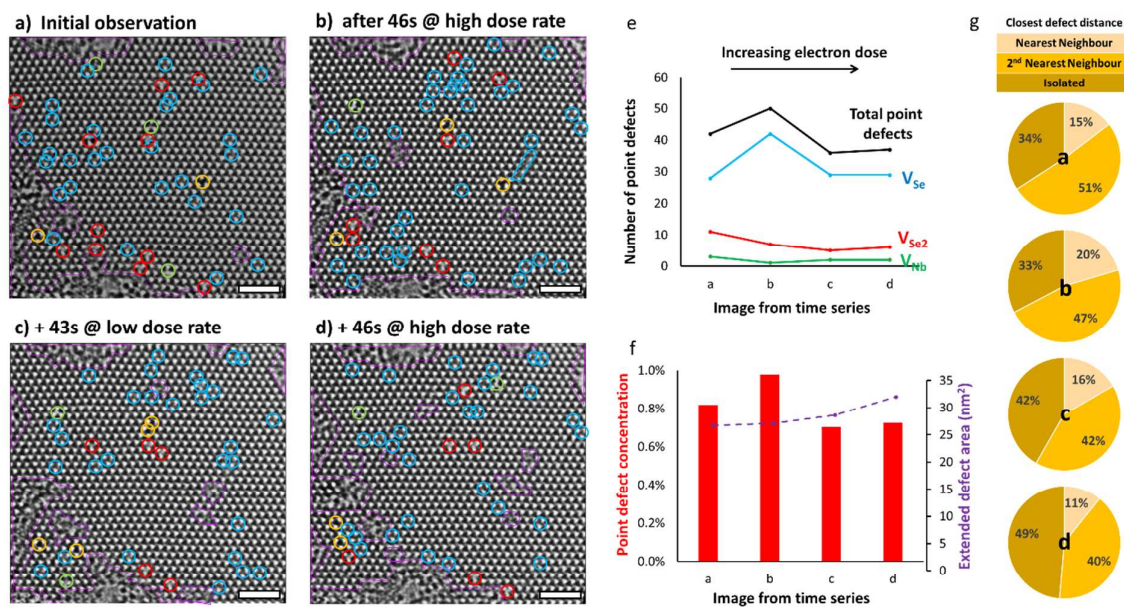 a) Initial observation
b) after 46s @ high dose rate
c) + 43s @ low dose rate
d) + 46s @ high dose rate
e
Increasing electron dose
Number of point defects
60
50
40
30
20
10
0
Total point
defects
VSe
VSe2
VNb
a b c d
Image from time series
f
Point defect concentration
1.0%
0.8%
0.6%
0.4%
0.2%
0.0%
35
30
25
20
15
10
5
0
Extended defect area (nm²)
a b c d
Image from time series
g
Closest defect distance
Nearest Neighbour
2nd Nearest Neighbour
Isolated
34% 15%
a
51%
33% 20%
b
47%
42% 16%
c
42%
49% 11%
d
40%